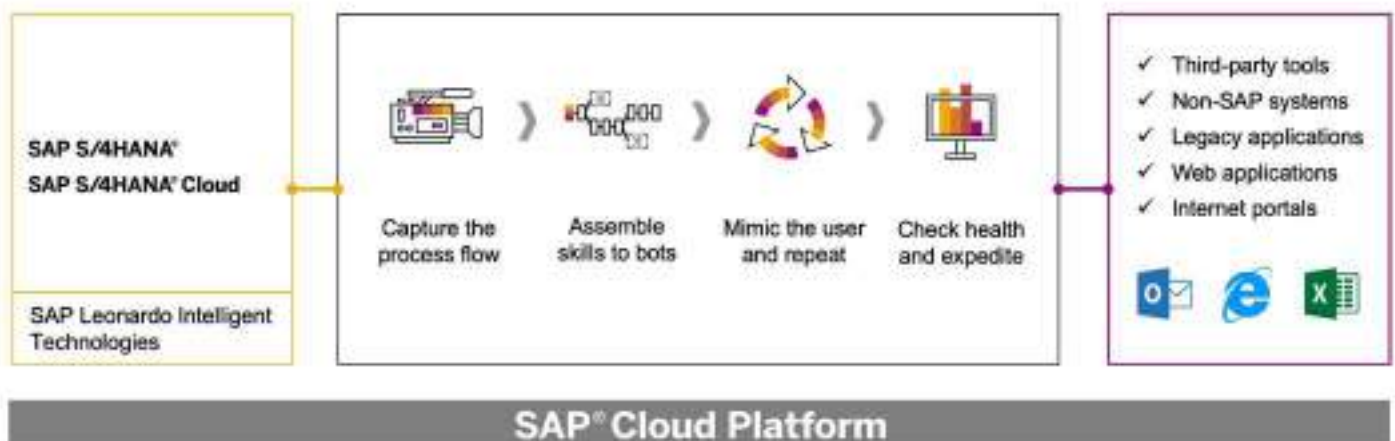 SAP S/4HANA®
SAP S/4HANA® Cloud
SAP Leonardo Intelligent
Technologies
Capture the
process flow
Assemble
skills to bots
Mimic the user
and repeat
Check health
and expedite
✓ Third-party tools
✓ Non-SAP systems
✓ Legacy applications
✓ Web applications
✓ Internet portals
SAP® Cloud Platform